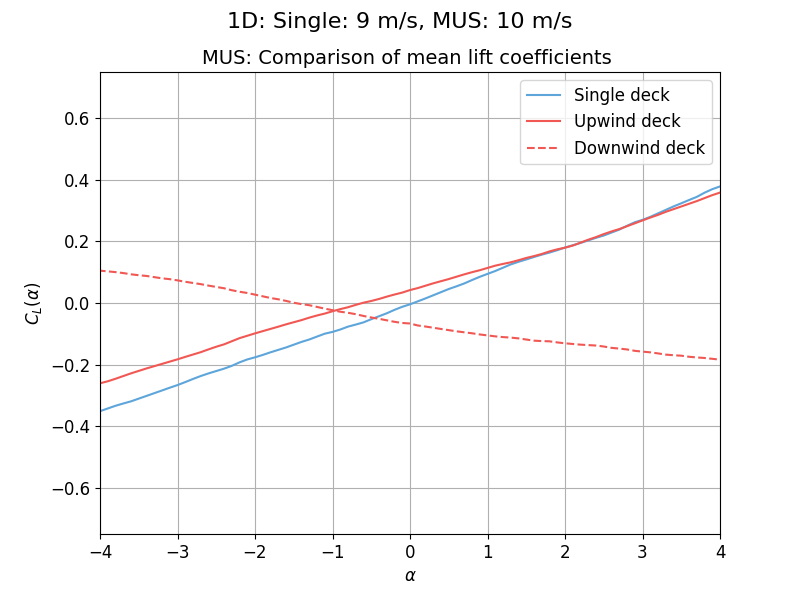 1D: Single: 9 m/s, MUS: 10 m/s
MUS: Comparison of mean lift coefficients
Single deck
Upwind deck
Downwind deck
0.6
0.4
0.2
0.0
−0.2
−0.4
−0.6
C_L(α)
−4 −3 −2 −1 0 1 2 3 4
α